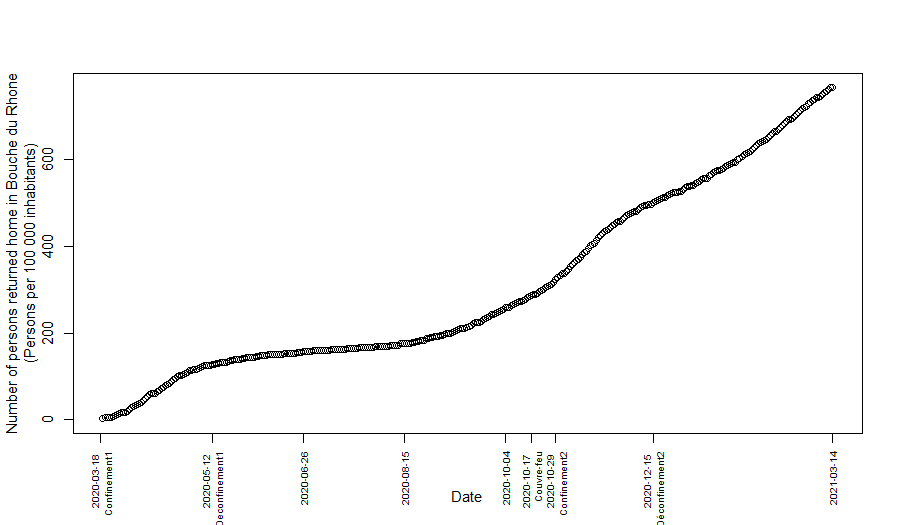 Number of persons returned home in Bouche du Rhone
(Persons per 100 000 inhabitants)
600
400
200
0
2020-03-18
Confinement1
2020-05-12
Deconfinement1
2020-06-26
2020-08-15
2020-10-04
2020-10-17
Couvre-feu
2020-10-29
Confinement2
2020-12-15
Déconfinement2
2021-03-14
Date